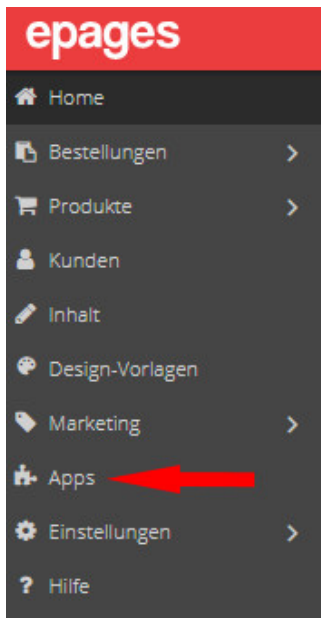 epages
Home
Bestellungen
Produkte
Kunden
Inhalt
Design-Vorlagen
Marketing
Apps
Einstellungen
? Hilfe